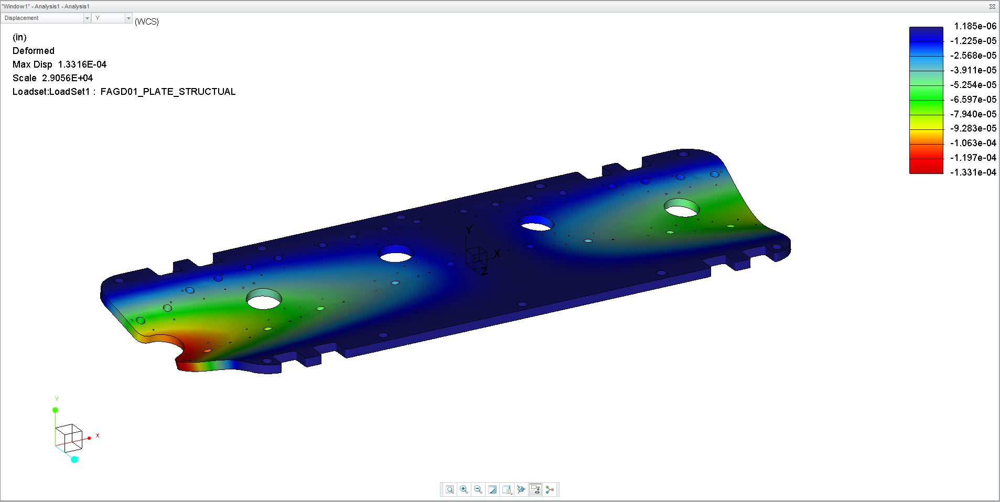 "Window1" - Analysis1 - Analysis1
Displacement
Y
(WCS)
(in)
Deformed
Max Disp 1.3316E-04
Scale 2.9056E+04
Loadset:LoadSet1 : FAGD01_PLATE_STRUCTUAL
1.185e-06
-1.225e-05
-2.568e-05
-3.911e-05
-5.254e-05
-6.597e-05
-7.940e-05
-9.283e-05
-1.063e-04
-1.197e-04
-1.331e-04
Y
X
Z
Y
X
Z